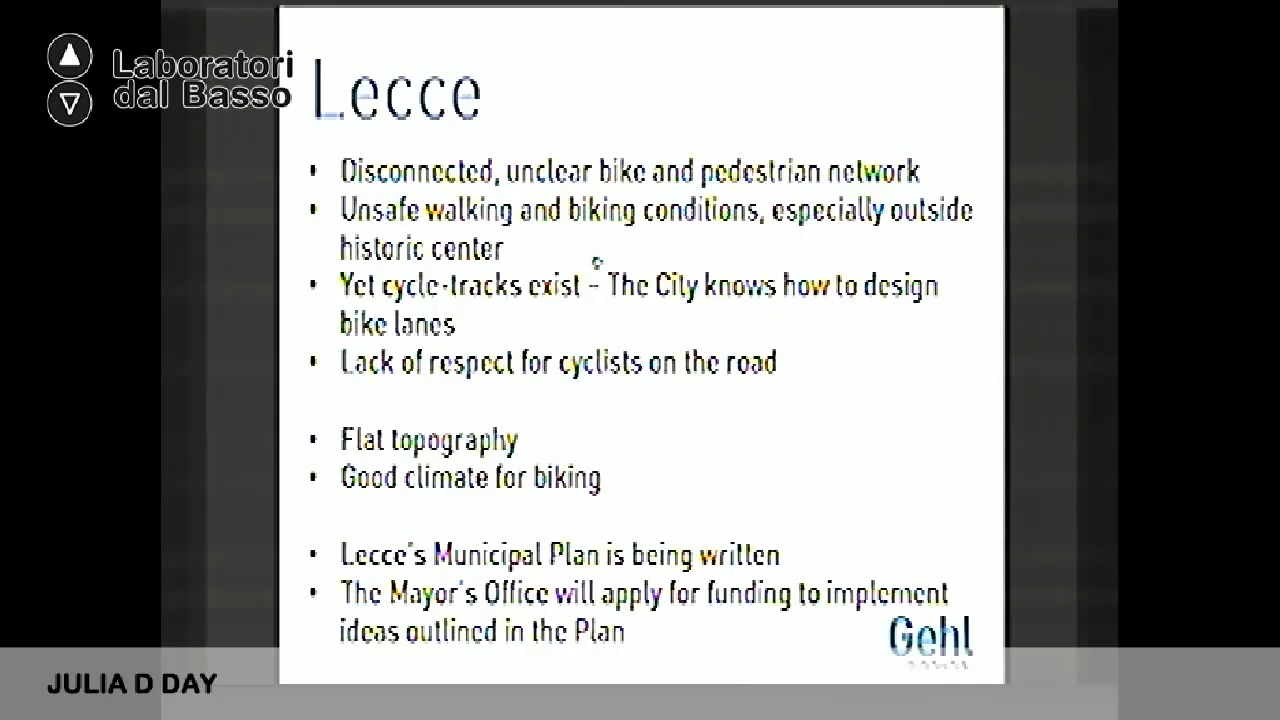 Laboratori
dal Basso
Lecce
• Disconnected, unclear bike and pedestrian network
• Unsafe walking and biking conditions, especially outside
historic center
• Yet cycle-tracks exist – The City knows how to design
bike lanes
• Lack of respect for cyclists on the road
• Flat topography
• Good climate for biking
• Lecce's Municipal Plan is being written
• The Mayor's Office will apply for funding to implement
ideas outlined in the Plan
Gehl
JULIA D DAY